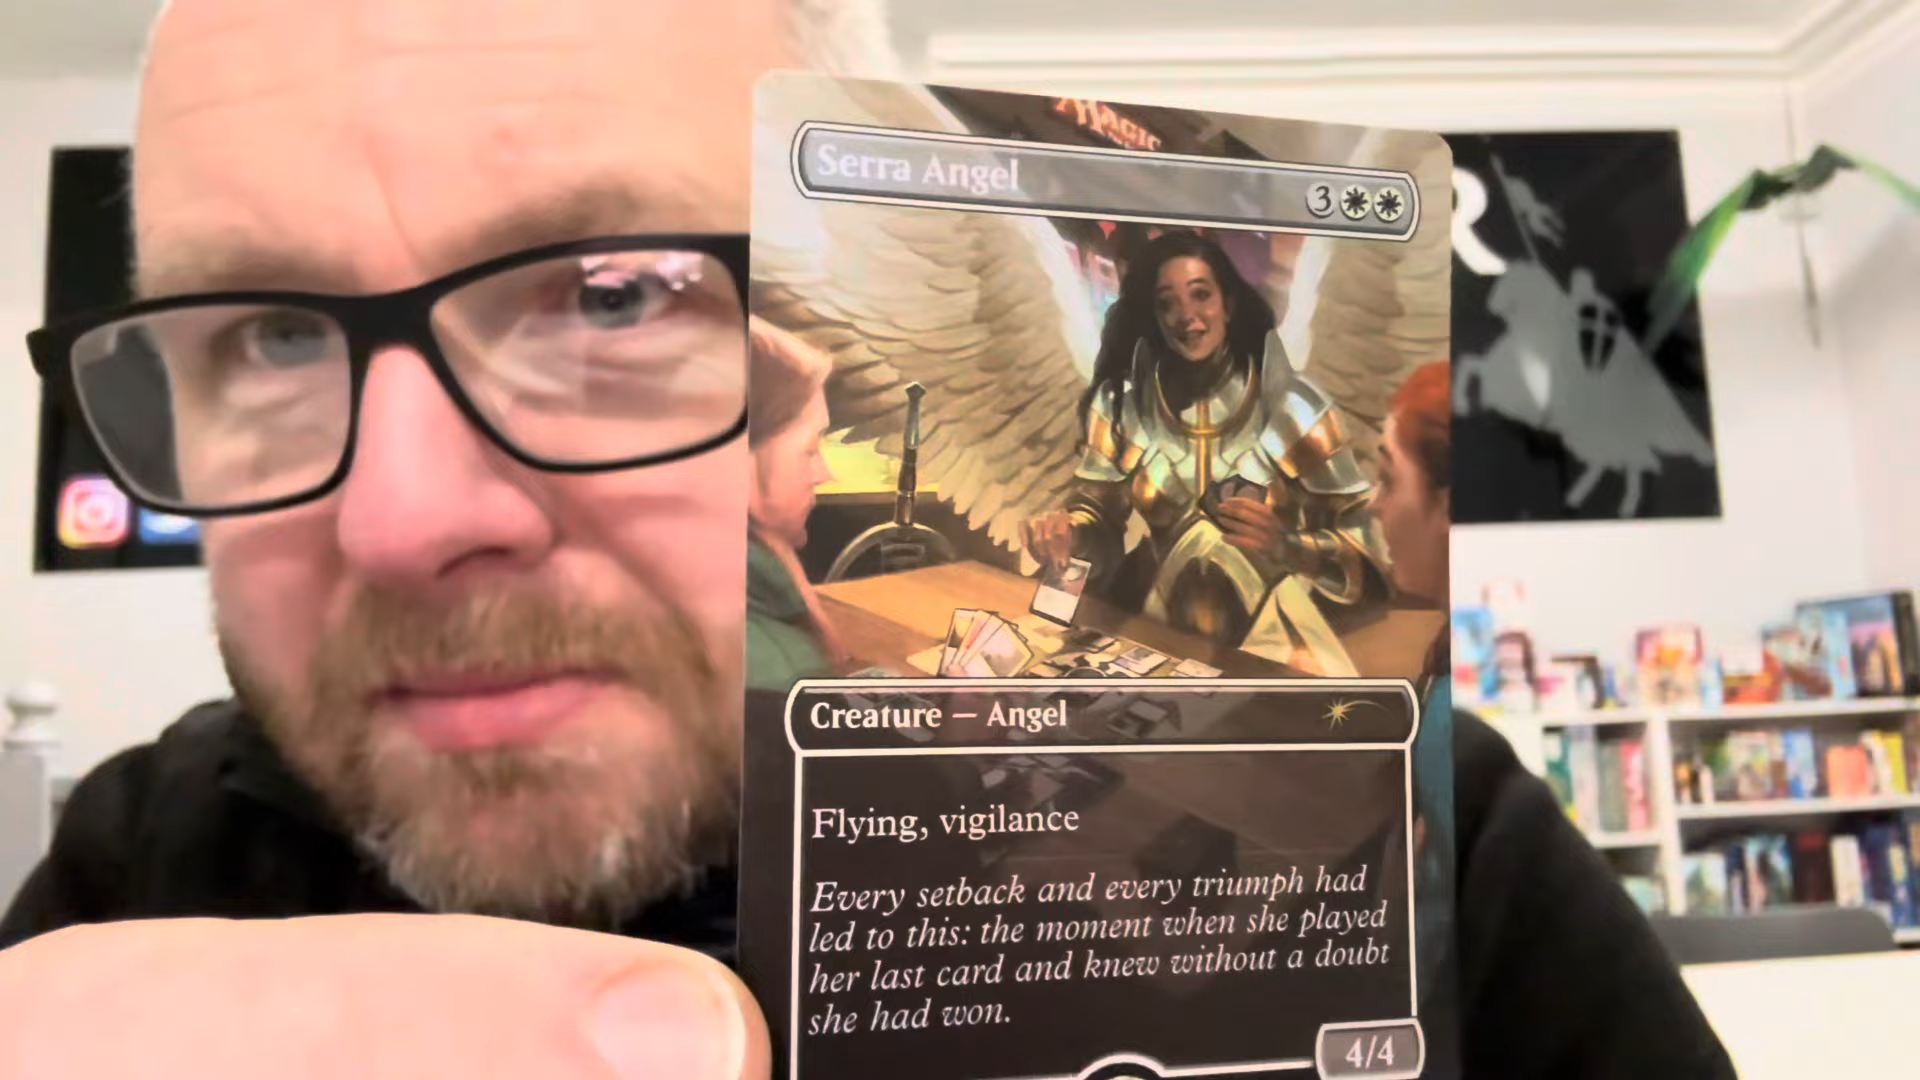 Magic
Serra Angel
3
R
Creature — Angel
Flying, vigilance
Every setback and every triumph had
led to this: the moment when she played
her last card and knew without a doubt
she had won.
4/4